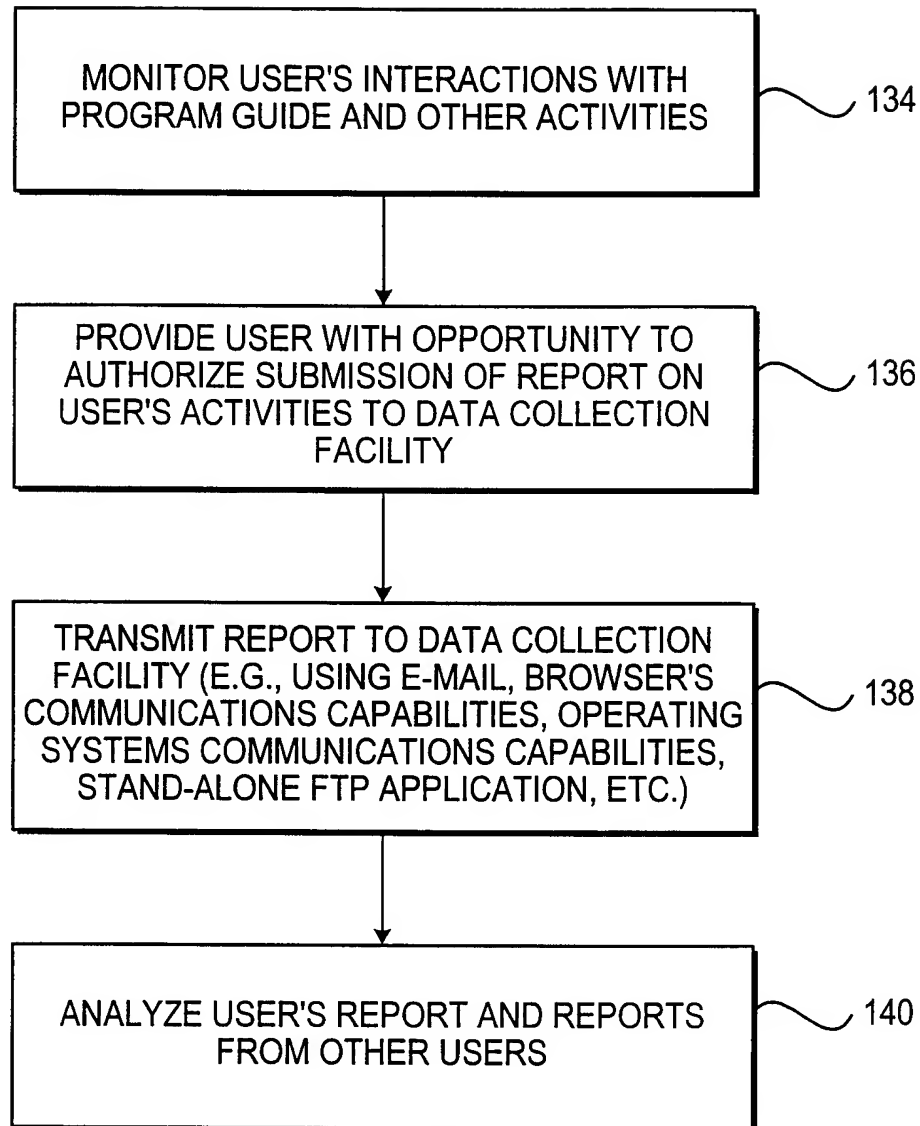 MONITOR USER'S INTERACTIONS WITH
PROGRAM GUIDE AND OTHER ACTIVITIES
134
PROVIDE USER WITH OPPORTUNITY TO
AUTHORIZE SUBMISSION OF REPORT ON
USER'S ACTIVITIES TO DATA COLLECTION
FACILITY
136
TRANSMIT REPORT TO DATA COLLECTION
FACILITY (E.G., USING E-MAIL, BROWSER'S
COMMUNICATIONS CAPABILITIES, OPERATING
SYSTEMS COMMUNICATIONS CAPABILITIES,
STAND-ALONE FTP APPLICATION, ETC.)
138
ANALYZE USER'S REPORT AND REPORTS
FROM OTHER USERS
140